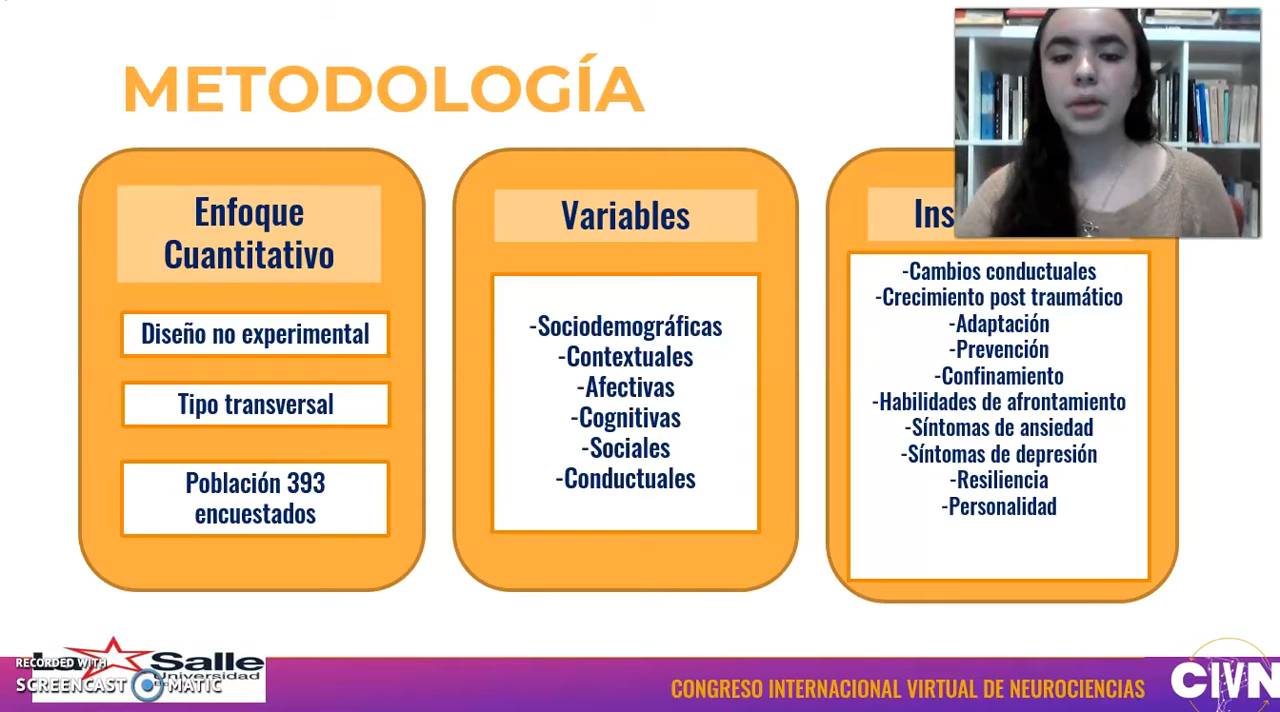 METODOLOGÍA
Enfoque
Cuantitativo
Diseño no experimental
Tipo transversal
Población 393
encuestados
Variables
-Sociodemográficas
-Contextuales
-Afectivas
-Cognitivas
-Sociales
-Conductuales
Ins
-Cambios conductuales
-Crecimiento post traumático
-Adaptación
-Prevención
-Confinamiento
-Habilidades de afrontamiento
-Síntomas de ansiedad
-Síntomas de depresión
-Resiliencia
-Personalidad
La Salle
Universidad
RECORDED WITH
SCREENCAST MATIC
CONGRESO INTERNACIONAL VIRTUAL DE NEUROCIENCIAS
CIVN